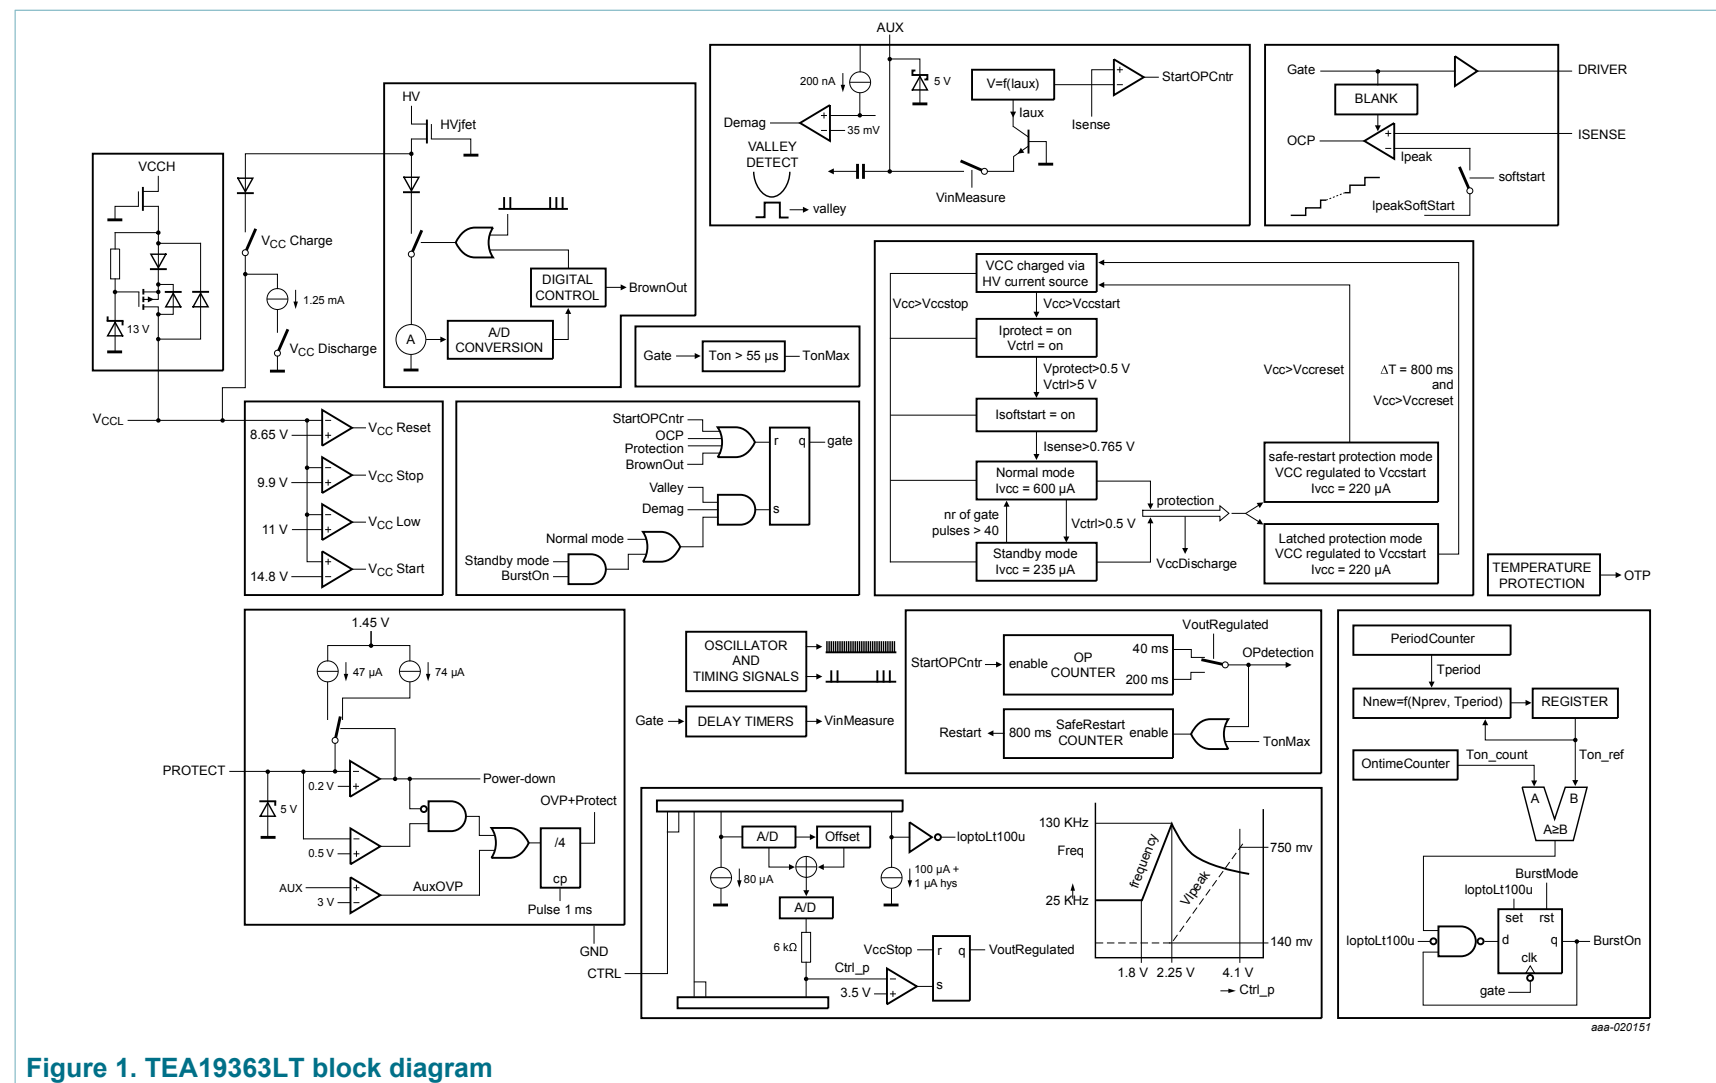 AUX
200 nA
5 V
V=f(Iaux)
StartOPCntr
Demag
35 mV
Iaux
Isense
VALLEY
DETECT
VinMeasure
valley
Gate
DRIVER
BLANK
OCP
ISENSE
Ipeak
softstart
IpeakSoftStart
HV
HVjfet
VCCH
VCC Charge
1.25 mA
13 V
VCC Discharge
DIGITAL
CONTROL
BrownOut
A
A/D
CONVERSION
Gate
Ton > 55 µs
TonMax
VCC charged via
HV current source
Vcc>Vccstop
Vcc>Vccstart
Iprotect = on
Vctrl = on
Vprotect>0.5 V
Vctrl>5 V
Vcc>Vccreset
ΔT = 800 ms
and
Vcc>Vccreset
Isoftstart = on
Isense>0.765 V
Normal mode
Ivcc = 600 µA
protection
safe-restart protection mode
VCC regulated to Vccstart
Ivcc = 220 µA
nr of gate
pulses > 40
Vctrl>0.5 V
Standby mode
Ivcc = 235 µA
VccDischarge
Latched protection mode
VCC regulated to Vccstart
Ivcc = 220 µA
TEMPERATURE
PROTECTION
OTP
VCCL
8.65 V
VCC Reset
9.9 V
VCC Stop
11 V
VCC Low
14.8 V
VCC Start
StartOPCntr
OCP
Protection
BrownOut
r
q
gate
Valley
Demag
s
Normal mode
Standby mode
BurstOn
1.45 V
47 µA
74 µA
PROTECT
0.2 V
Power-down
5 V
OVP+Protect
0.5 V
/4
cp
AUX
3 V
AuxOVP
Pulse 1 ms
GND
OSCILLATOR
AND
TIMING SIGNALS
Gate
DELAY TIMERS
VinMeasure
VoutRegulated
StartOPCntr
enable
OP
COUNTER
40 ms
200 ms
OPdetection
Restart
800 ms
SafeRestart
COUNTER
enable
TonMax
CTRL
A/D
Offset
IoptoLt100u
80 µA
100 µA +
1 µA hys
A/D
6 kΩ
Ctrl_p
3.5 V
VccStop
r
q
s
VoutRegulated
130 KHz
Freq
25 KHz
frequency
VIpeak
750 mv
140 mv
1.8 V
2.25 V
4.1 V
Ctrl_p
PeriodCounter
Tperiod
Nnew=f(Nprev, Tperiod)
REGISTER
OntimeCounter
Ton_count
Ton_ref
A
B
A≥B
BurstMode
IoptoLt100u
set
rst
IoptoLt100u
d
q
BurstOn
clk
gate
aaa-020151
Figure 1. TEA19363LT block diagram